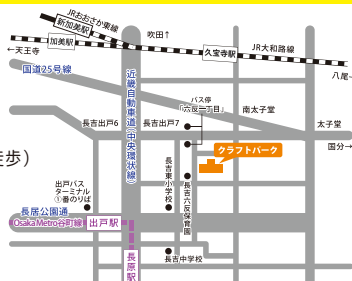 JRおおさか東線
新加美駅
吹田↑
←天王寺
加美駅
久宝寺駅
JR大和路線
八尾→
国道25号線
近畿自動車道(中央環状線)
バス停
「六反一丁目」
南太子堂
長吉出戸6
長吉出戸7
太子堂
国分→
クラフトパーク
徒歩)
出戸バス
ターミナル
①番のりば
長吉東小学校
長吉六反保育園
長居公園通
Osaka Metro谷町線
出戸駅
長原駅
長吉中学校